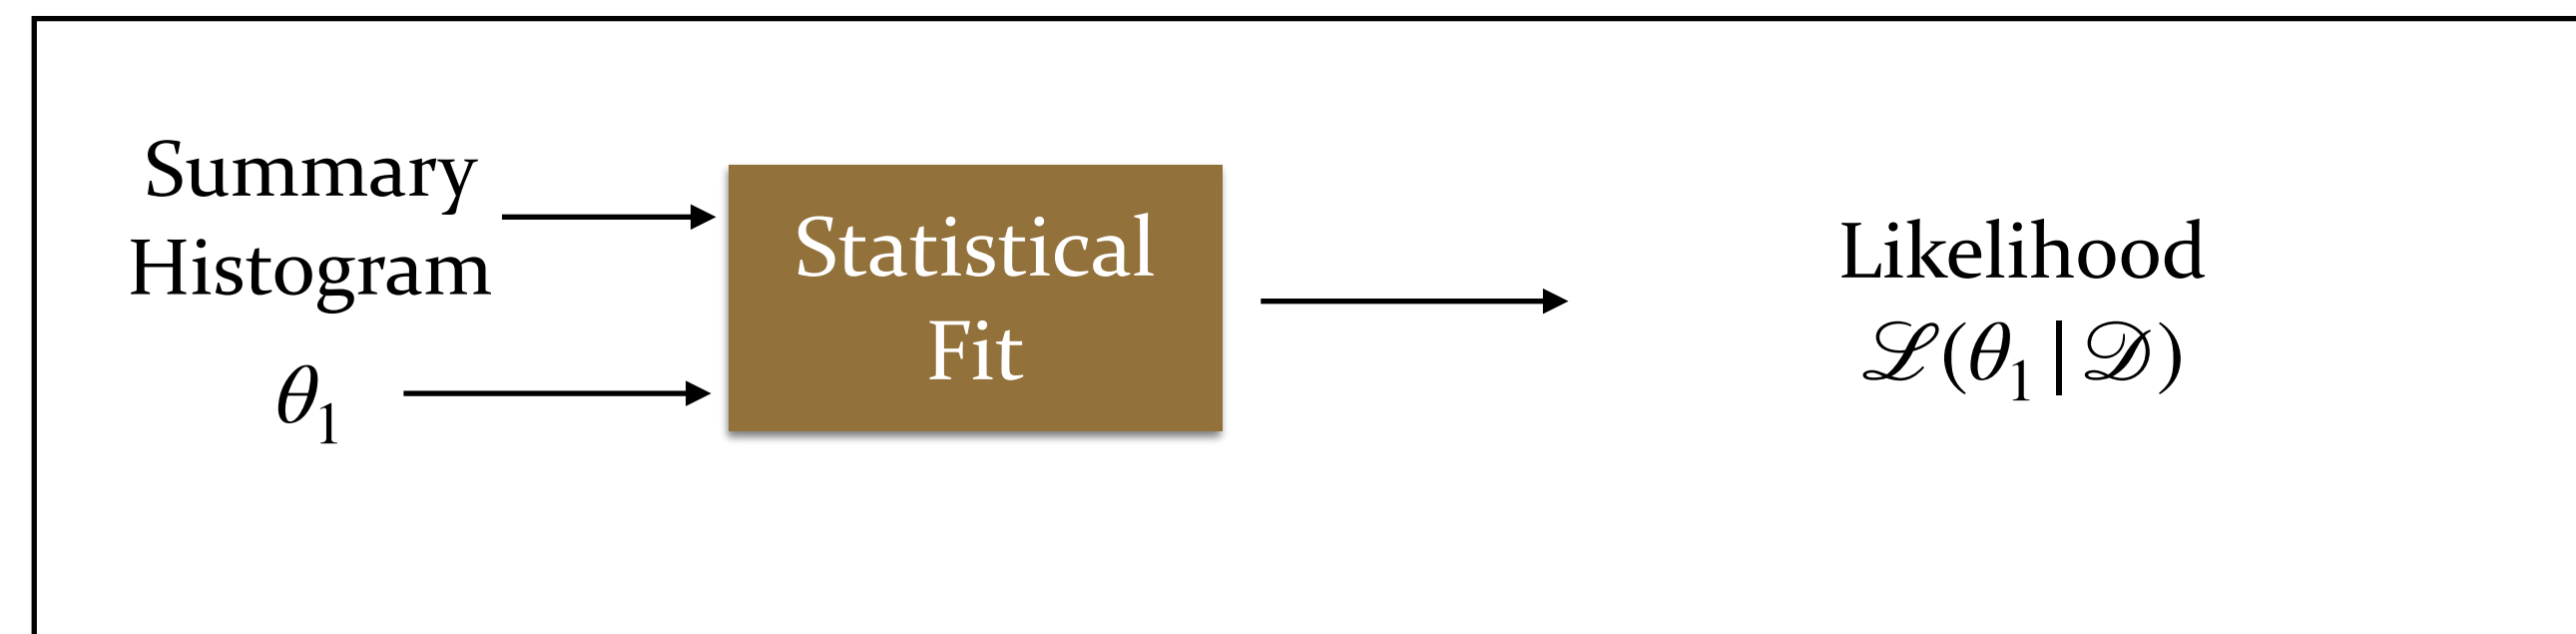 Summary
Histogram
θ₁
Statistical
Fit
Likelihood
ℒ(θ₁ | 𝒟)